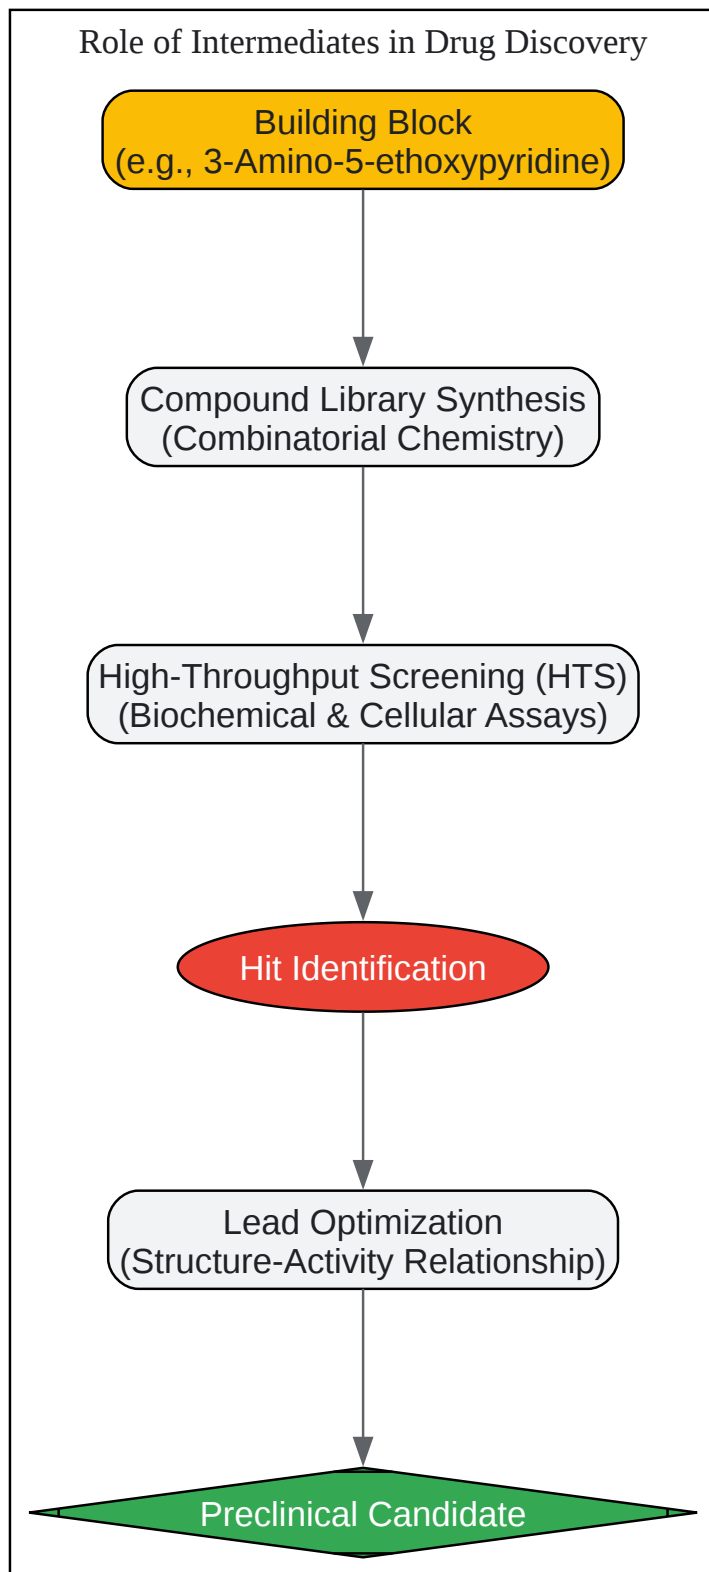 Role of Intermediates in Drug Discovery
Building Block
(e.g., 3-Amino-5-ethoxypyridine)
Compound Library Synthesis
(Combinatorial Chemistry)
High-Throughput Screening (HTS)
(Biochemical & Cellular Assays)
Hit Identification
Lead Optimization
(Structure-Activity Relationship)
Preclinical Candidate